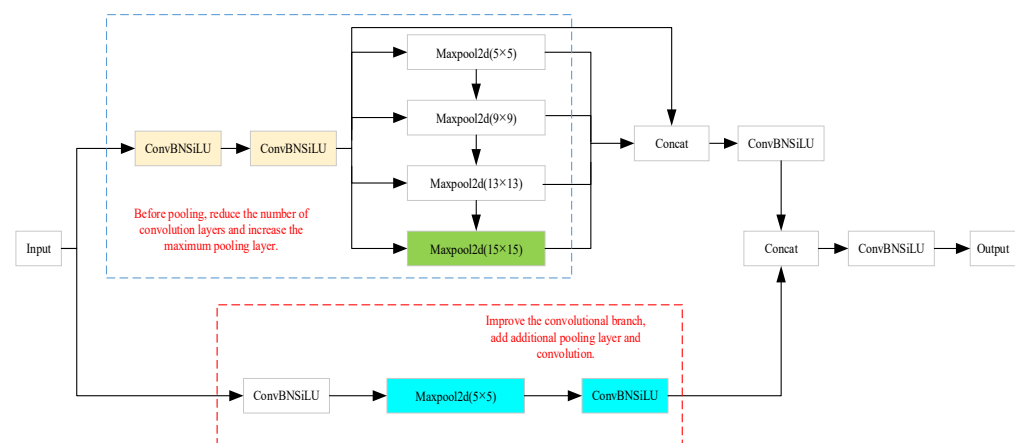 Maxpool2d(5×5)
Maxpool2d(9×9)
ConvBNSiLU
ConvBNSiLU
Concat
ConvBNSiLU
Maxpool2d(13×13)
Before pooling, reduce the number of
convolution layers and increase the
maximum pooling layer.
Input
Maxpool2d(15×15)
Concat
ConvBNSiLU
Output
Improve the convolutional branch,
add additional pooling layer and
convolution.
ConvBNSiLU
Maxpool2d(5×5)
ConvBNSiLU